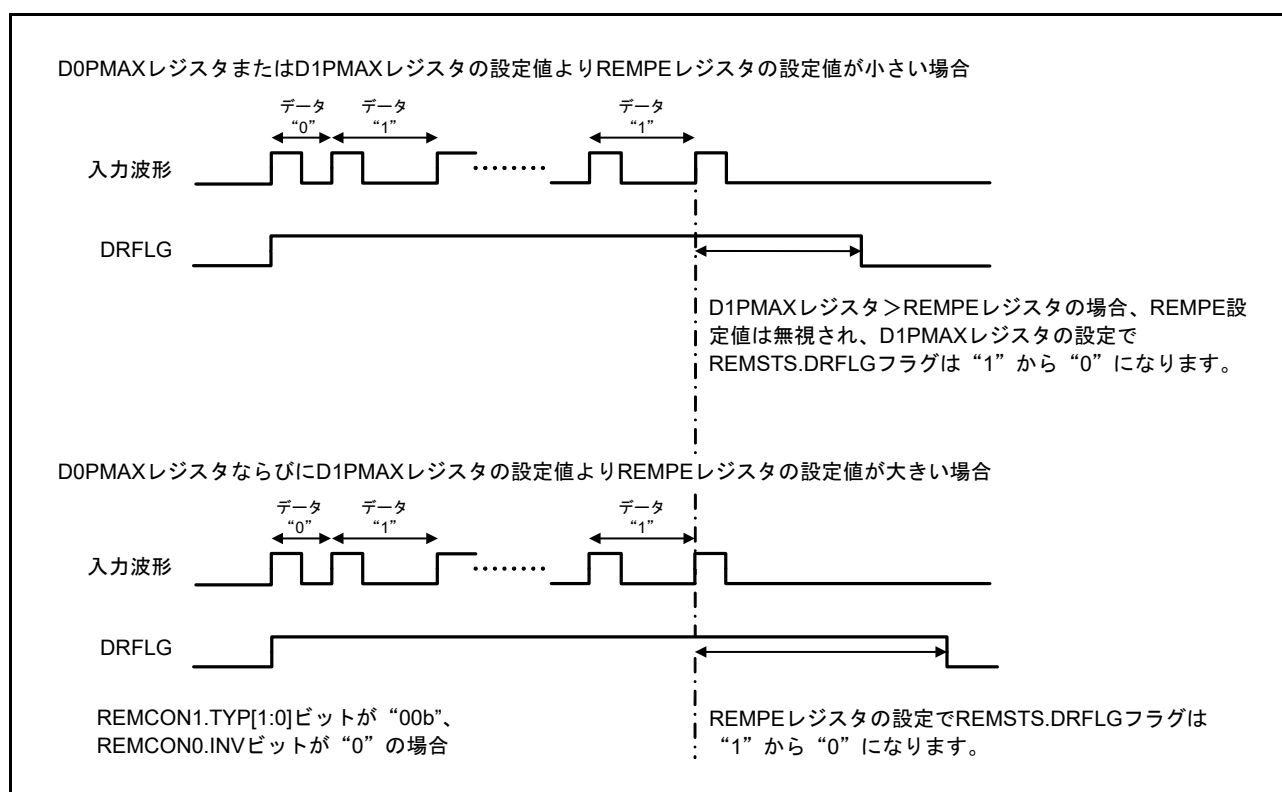 D0PMAXレジスタまたはD1PMAXレジスタの設定値よりREMPEレジスタの設定値が小さい場合
データ データ データ
“0” “1” “1”
入力波形
DRFLG
D1PMAXレジスタ＞REMPEレジスタの場合、REMPE設
定値は無視され、D1PMAXレジスタの設定で
REMSTS.DRFLGフラグは“1”から“0”になります。
D0PMAXレジスタならびにD1PMAXレジスタの設定値よりREMPEレジスタの設定値が大きい場合
データ データ データ
“0” “1” “1”
入力波形
DRFLG
REMCON1.TYP[1:0]ビットが“00b”、
REMCON0.INVビットが“0”の場合
REMPEレジスタの設定でREMSTS.DRFLGフラグは
“1”から“0”になります。